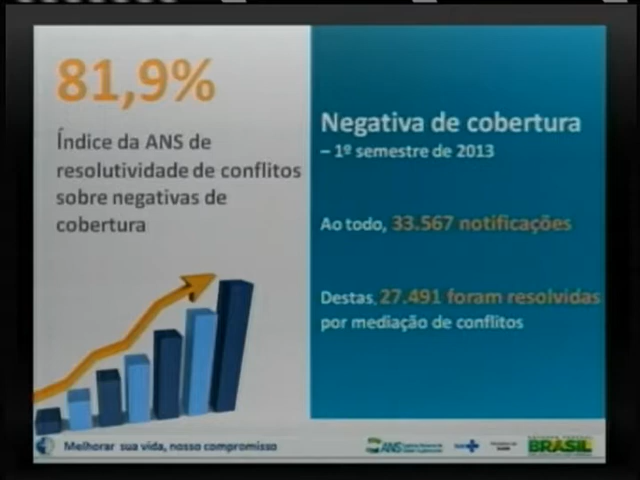 81,9%
Índice da ANS de
resolutividade de conflitos
sobre negativas de
cobertura
Negativa de cobertura
– 1º semestre de 2013
Ao todo, 33.567 notificações
Destas, 27.491 foram resolvidas
por mediação de conflitos
Melhorar sua vida, nosso compromisso
ANS
BRASIL